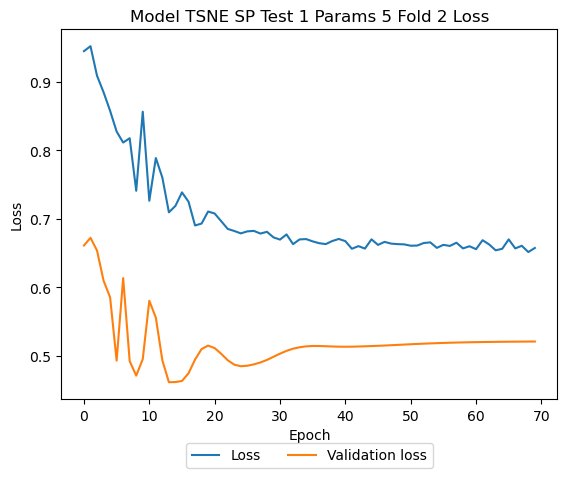 Model TSNE SP Test 1 Params 5 Fold 2 Loss
0.9
0.8
0.7
0.6
0.5
Loss
0 10 20 30 40 50 60 70
Epoch
Loss Validation loss